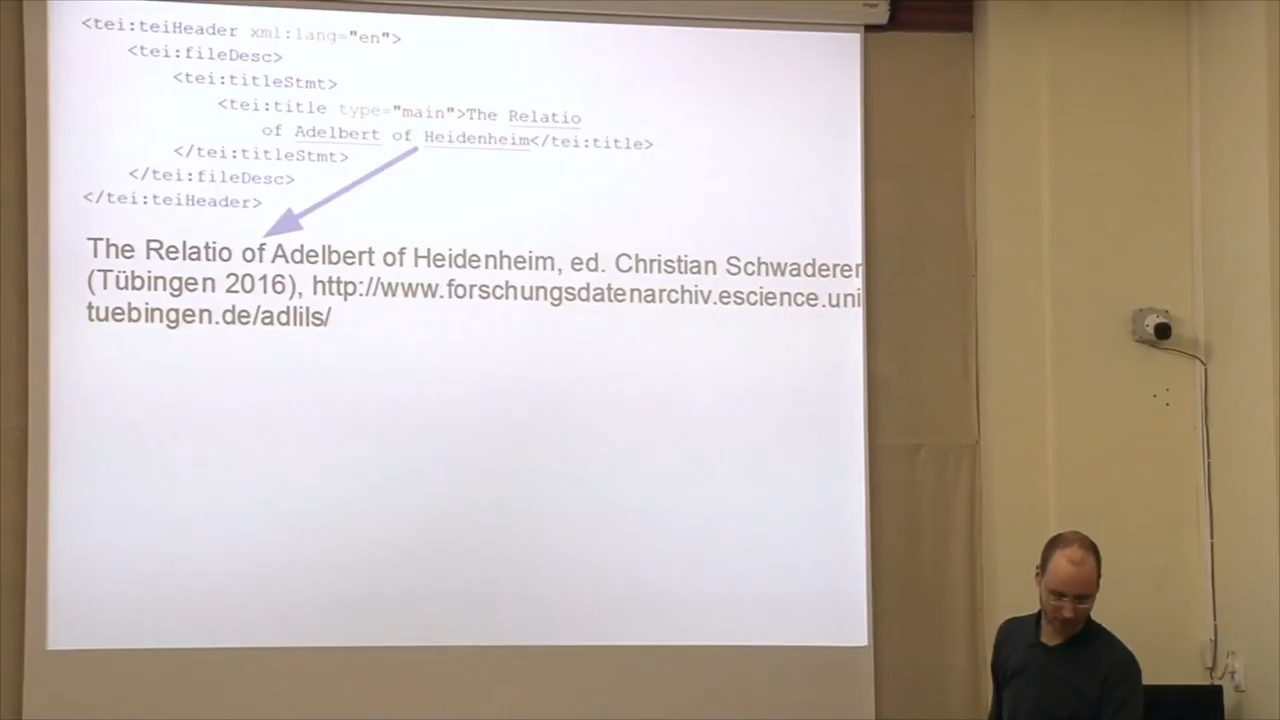 <tei:teiHeader xml:lang="en">
<tei:fileDesc>
<tei:titleStmt>
<tei:title type="main">The Relatio
of Adelbert of Heidenheim</tei:title>
</tei:titleStmt>
</tei:fileDesc>
</tei:teiHeader>
The Relatio of Adelbert of Heidenheim, ed. Christian Schwaderer
(Tübingen 2016), http://www.forschungsdatenarchiv.escience.uni
tuebingen.de/adlils/